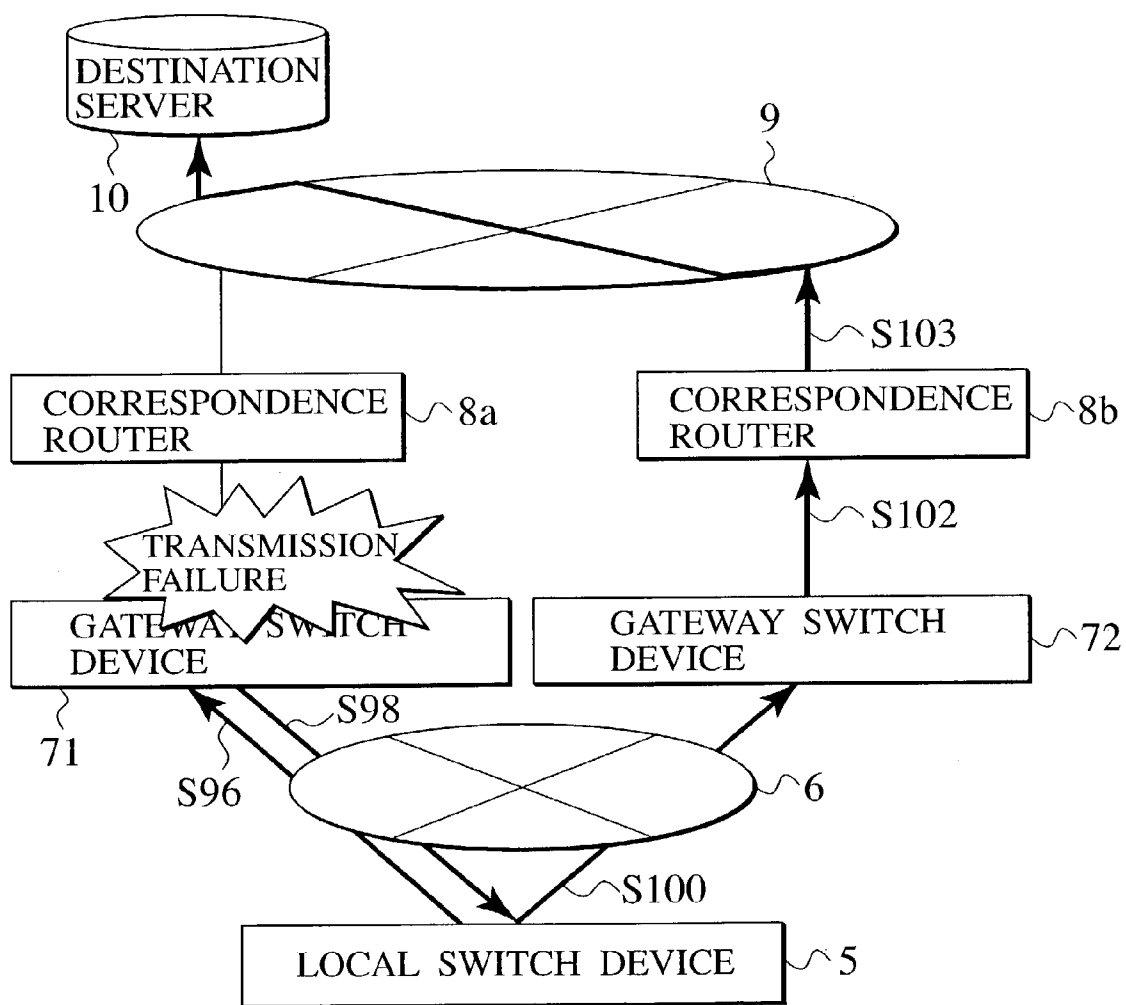 DESTINATION
SERVER
10
9
S103
CORRESPONDENCE
ROUTER
8a
CORRESPONDENCE
ROUTER
8b
S102
TRANSMISSION
FAILURE
GATEWAY SWITCH
DEVICE
71
GATEWAY SWITCH
DEVICE
72
S98
S96
6
S100
LOCAL SWITCH DEVICE
5